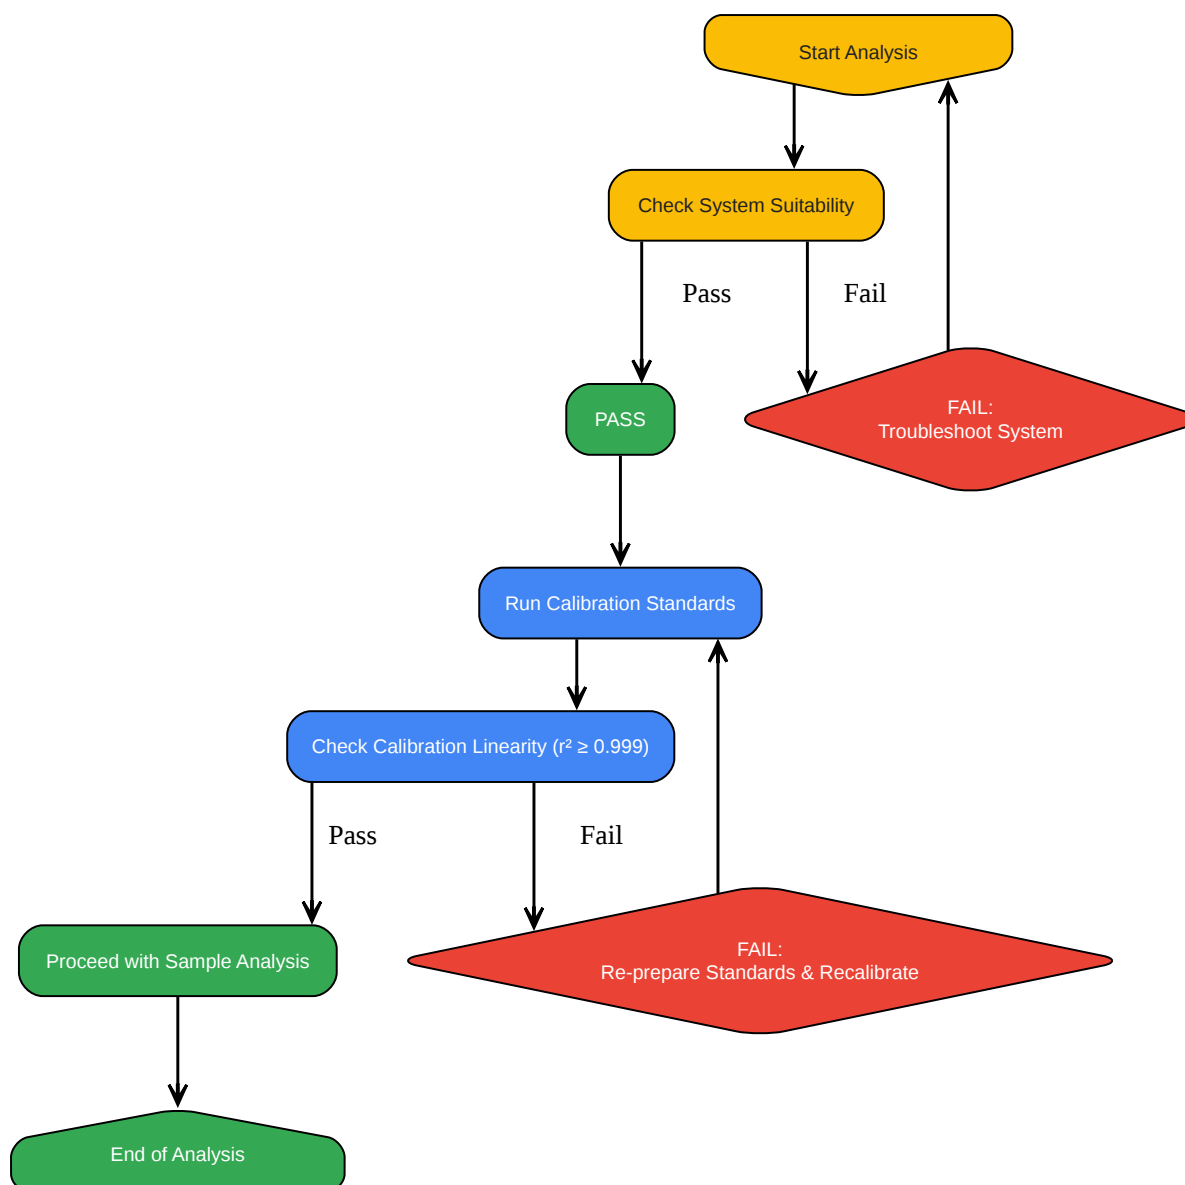 Start Analysis
Check System Suitability
Pass
Fail
PASS
FAIL:
Troubleshoot System
Run Calibration Standards
Check Calibration Linearity (r² ≥ 0.999)
Pass
Fail
Proceed with Sample Analysis
FAIL:
Re-prepare Standards & Recalibrate
End of Analysis